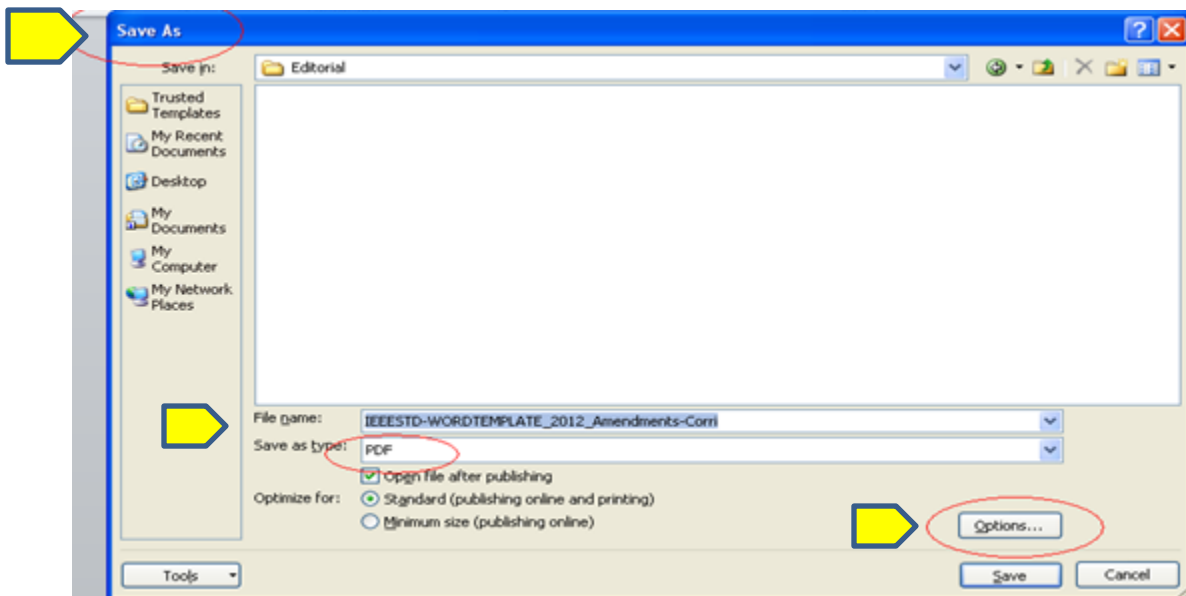 Save As
Save in:
Editorial
Trusted
Templates
My Recent
Documents
Desktop
My
Documents
My
Computer
My Network
Places
File name:
IEEESTD-WORDTEMPLATE_2012_Amendments-Corri
Save as type:
PDF
Open file after publishing
Optimize for:
Standard (publishing online and printing)
Minimum size (publishing online)
Options...
Tools
Save
Cancel